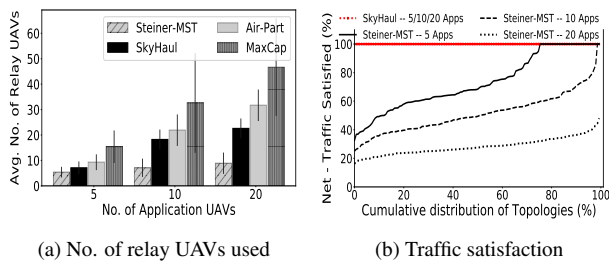 Steiner-MST
SkyHaul
Air-Part
MaxCap
Avg. No. of Relay UAVs
60
50
40
30
20
10
0
5
10
20
No. of Application UAVs
(a) No. of relay UAVs used
SkyHaul -- 5/10/20 Apps
Steiner-MST -- 5 Apps
Steiner-MST -- 10 Apps
Steiner-MST -- 20 Apps
Net - Traffic Satisfied (%)
100
80
60
40
20
0
0
20
40
60
80
100
Cumulative distribution of Topologies (%)
(b) Traffic satisfaction